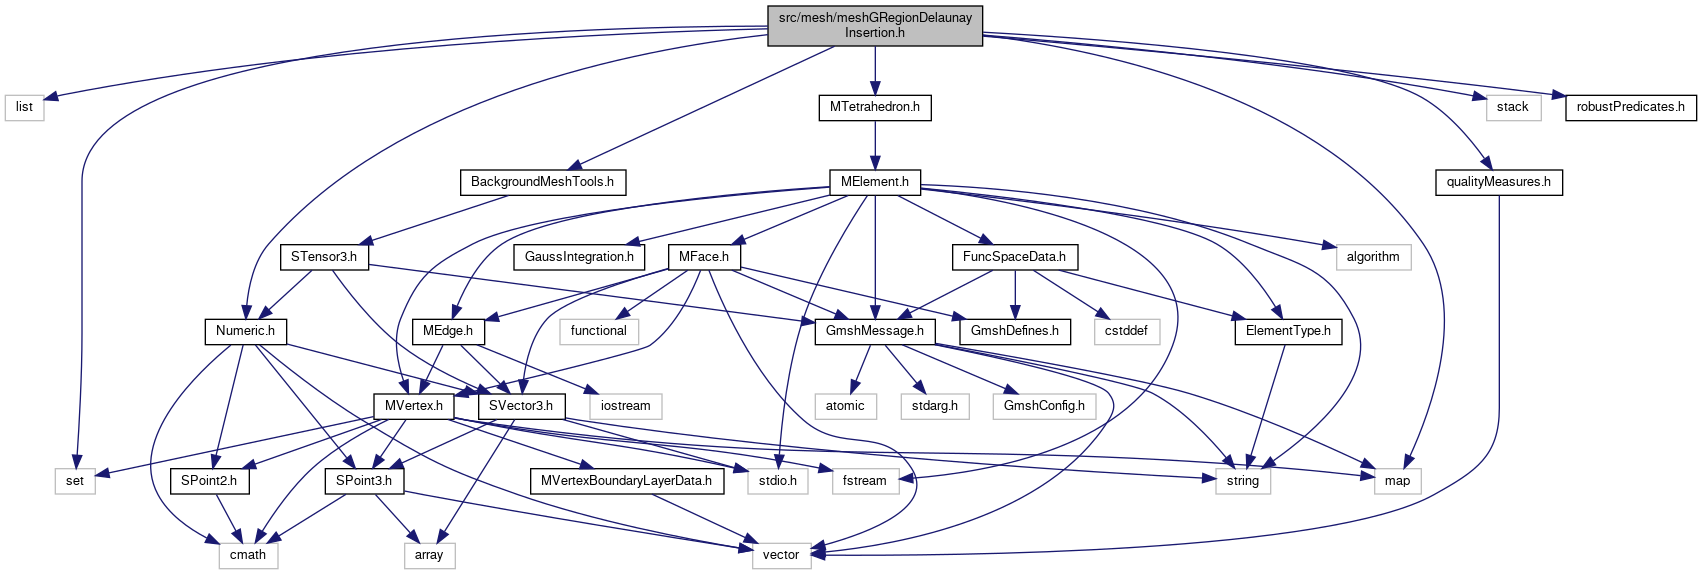 src/mesh/meshGRegionDelaunay
Insertion.h
list
MTetrahedron.h
stack
robustPredicates.h
BackgroundMeshTools.h
MElement.h
qualityMeasures.h
STensor3.h
GaussIntegration.h
MFace.h
FuncSpaceData.h
algorithm
Numeric.h
MEdge.h
functional
GmshMessage.h
GmshDefines.h
cstddef
ElementType.h
MVertex.h
SVector3.h
iostream
atomic
stdarg.h
GmshConfig.h
set
SPoint2.h
SPoint3.h
MVertexBoundaryLayerData.h
stdio.h
fstream
string
map
cmath
array
vector